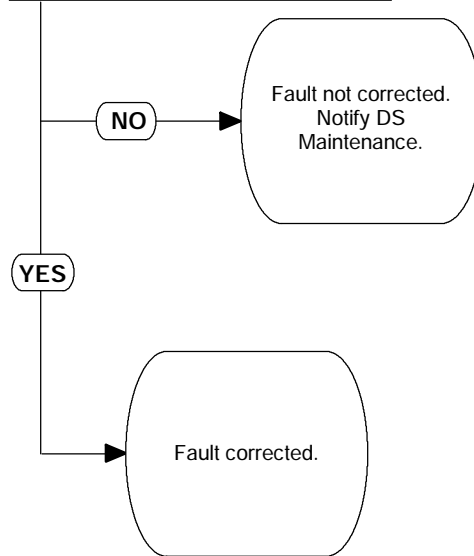 Fault not corrected.
Notify DS
Maintenance.
NO
YES
Fault corrected.